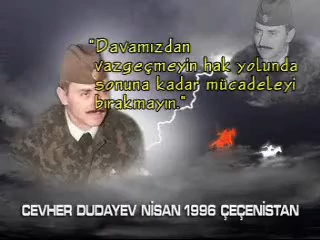 "Davamızdan
vazgeçmeyin hak yolunda
sonuna kadar mücadeleyi
bırakmayın."
CEVHER DUDAYEV NİSAN 1996 ÇEÇENİSTAN